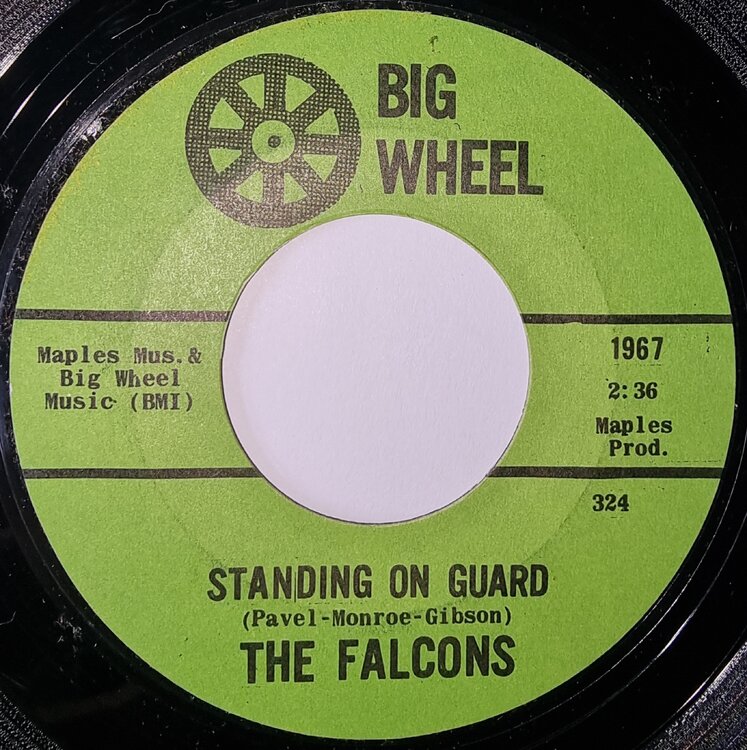 BIG
WHEEL
Maples Mus.&
Big Wheel
Music (BMI)
1967
2:36
Maples
Prod.
324
STANDING ON GUARD
(Pavel-Monroe-Gibson)
THE FALCONS